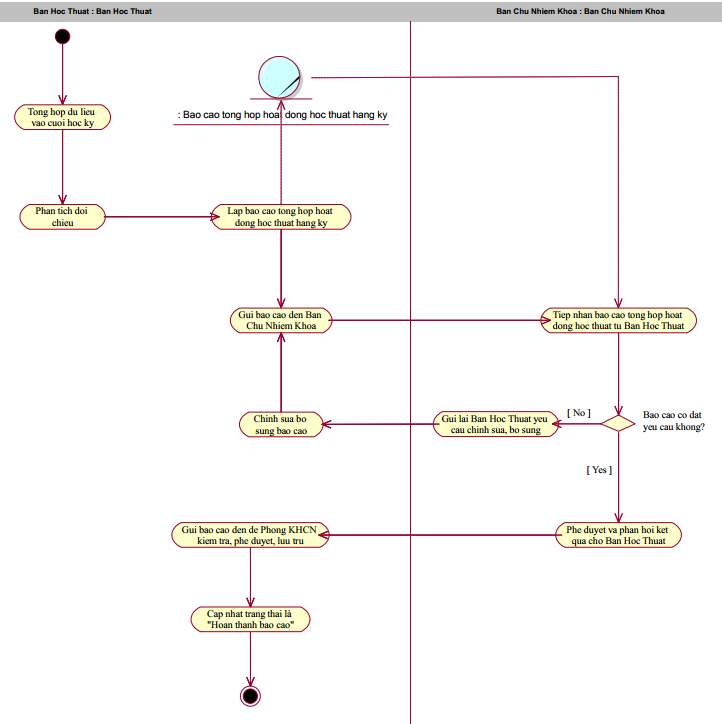 Ban Hoc Thuat : Ban Hoc Thuat
Ban Chu Nhiem Khoa : Ban Chu Nhiem Khoa
: Bao cao tong hop hoat dong hoc thuat hang ky
Tong hop du lieu
vao cuoi hoc ky
Phan tich doi
chieu
Lap bao cao tong hop hoat
dong hoc thuat hang ky
Gui bao cao den Ban
Chu Nhiem Khoa
Tiep nhan bao cao tong hop hoat
dong hoc thuat tu Ban Hoc Thuat
Chinh sua bo
sung bao cao
Gui lai Ban Hoc Thuat yeu
cau chinh sua, bo sung
[ No ]
Bao cao co dat
yeu cau khong?
[ Yes ]
Gui bao cao den de Phong KHCN
kiem tra, phe duyet, luu tru
Phe duyet va phan hoi ket
qua cho Ban Hoc Thuat
Cap nhat trang thai là
"Hoan thanh bao cao"